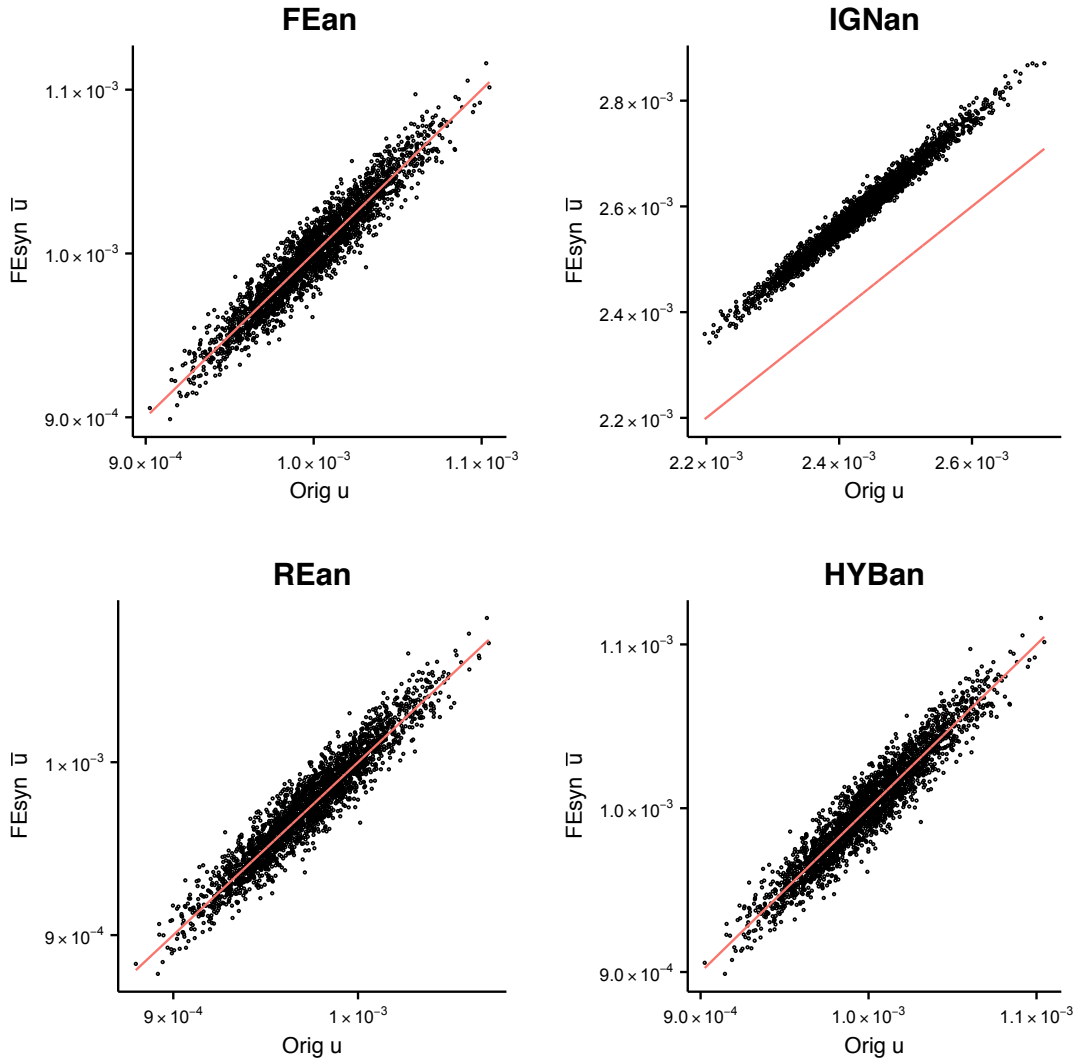 FEan
FEsyn u̅
1.1 × 10⁻³
1.0 × 10⁻³
9.0 × 10⁻⁴
9.0 × 10⁻⁴ 1.0 × 10⁻³ 1.1 × 10⁻³
Orig u
IGNan
FEsyn u̅
2.8 × 10⁻³
2.6 × 10⁻³
2.4 × 10⁻³
2.2 × 10⁻³
2.2 × 10⁻³ 2.4 × 10⁻³ 2.6 × 10⁻³
Orig u
REan
FEsyn u̅
1 × 10⁻³
9 × 10⁻⁴
9 × 10⁻⁴ 1 × 10⁻³
Orig u
HYBan
FEsyn u̅
1.1 × 10⁻³
1.0 × 10⁻³
9.0 × 10⁻⁴
9.0 × 10⁻⁴ 1.0 × 10⁻³ 1.1 × 10⁻³
Orig u